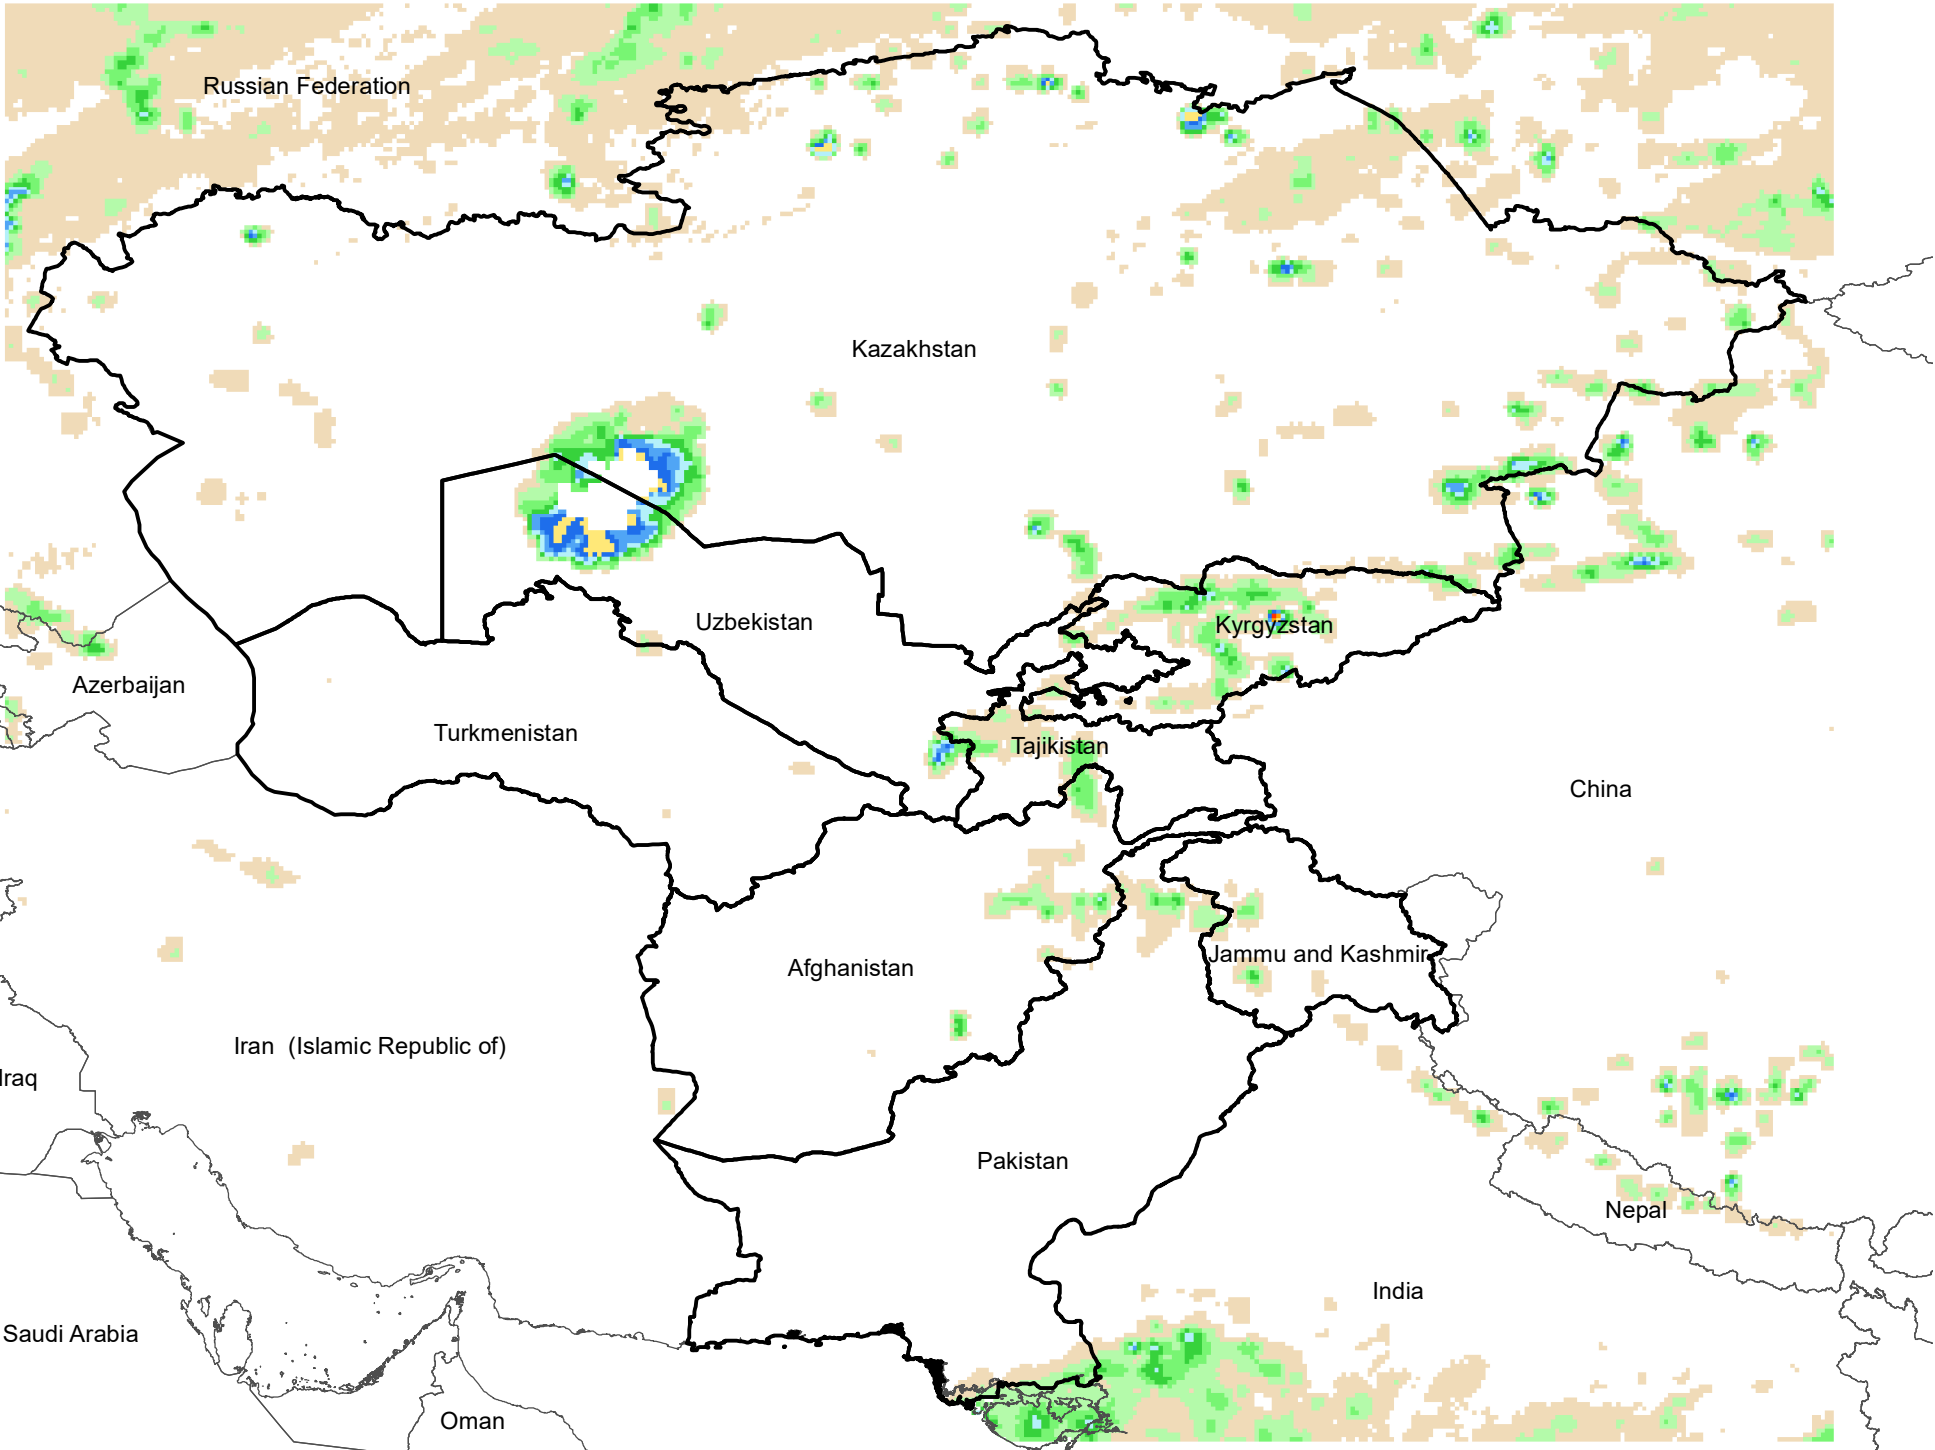 Russian Federation
Kazakhstan
Uzbekistan
Kyrgyzstan
Azerbaijan
Turkmenistan
Tajikistan
China
Jammu and Kashmir
Afghanistan
Iran  (Islamic Republic of)
Iraq
Pakistan
Nepal
India
Saudi Arabia
Oman